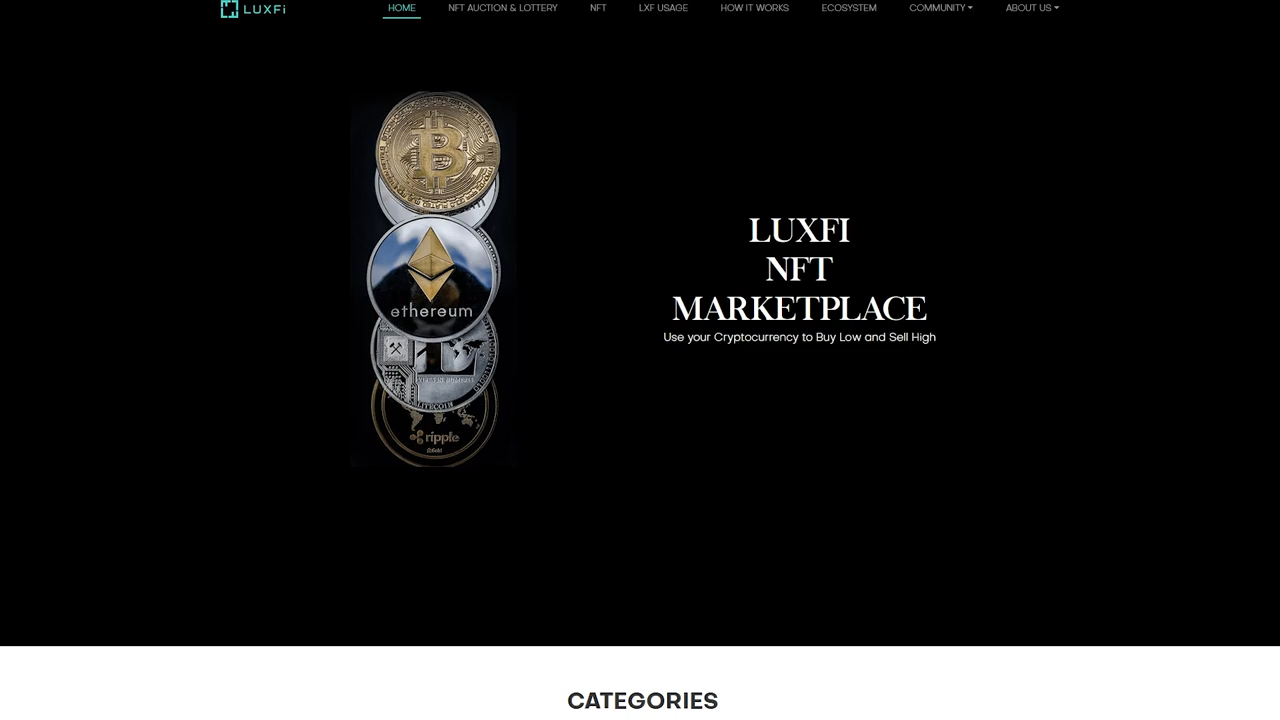 LUXFi
HOME
NFT AUCTION & LOTTERY
NFT
LXF USAGE
HOW IT WORKS
ECOSYSTEM
COMMUNITY
ABOUT US
ethereum
LITECOIN
ripple
LUXFI
NFT
MARKETPLACE
Use your Cryptocurrency to Buy Low and Sell High
CATEGORIES